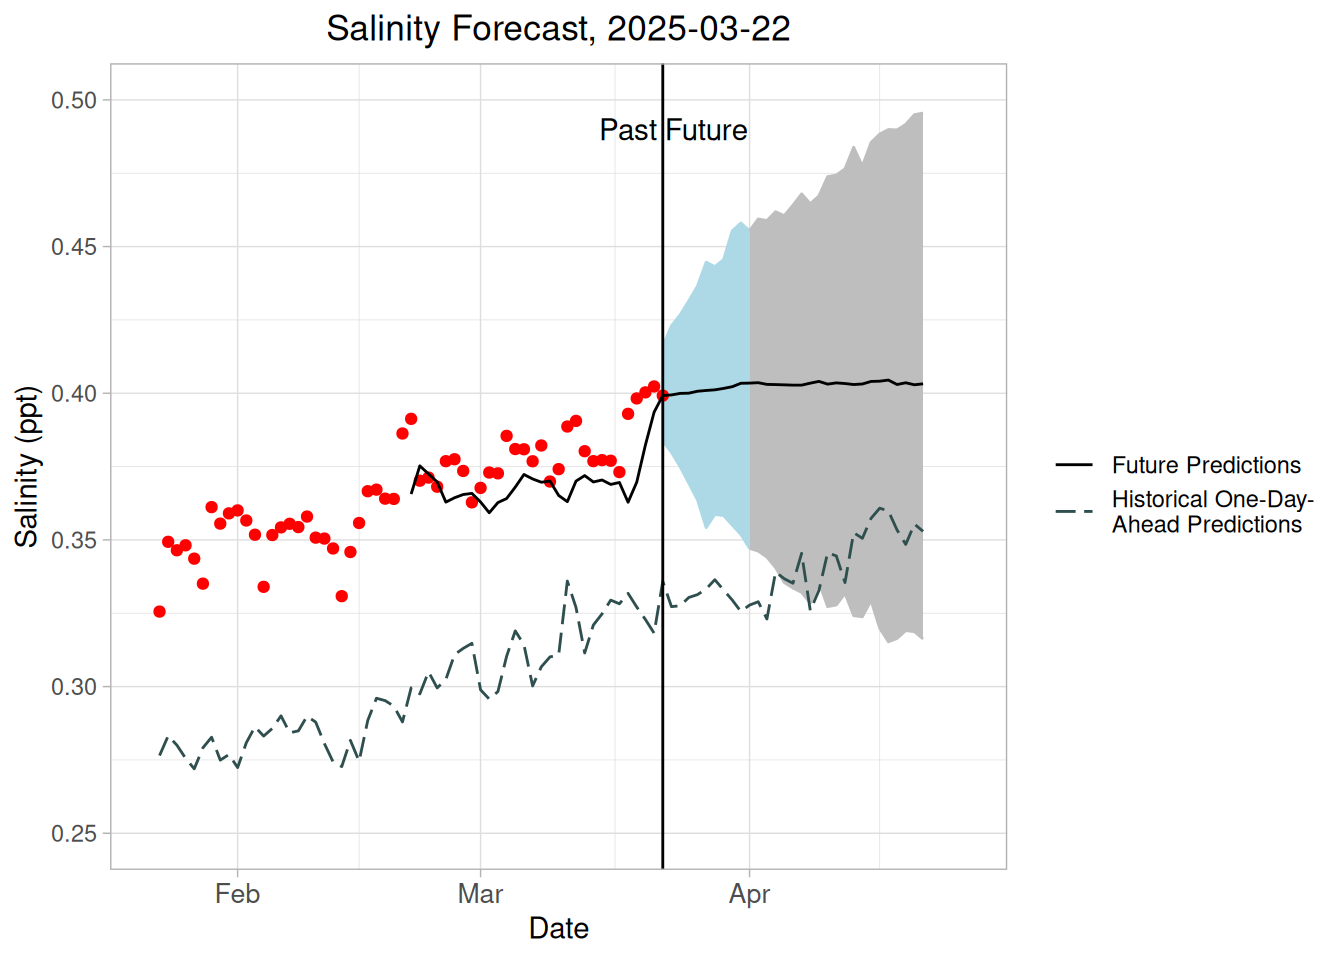 Salinity Forecast, 2025-03-22
0.50
Past Future
0.45
0.40
0.35
0.30
0.25
Salinity (ppt)
Feb Mar Apr
Date
Future Predictions
Historical One-Day-
Ahead Predictions